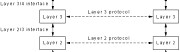 Layer 3/4 interface
Layer 3
Layer 3 protocol
Layer 3
Layer 2/3 interface
Layer 2
Layer 2 protocol
Layer 2